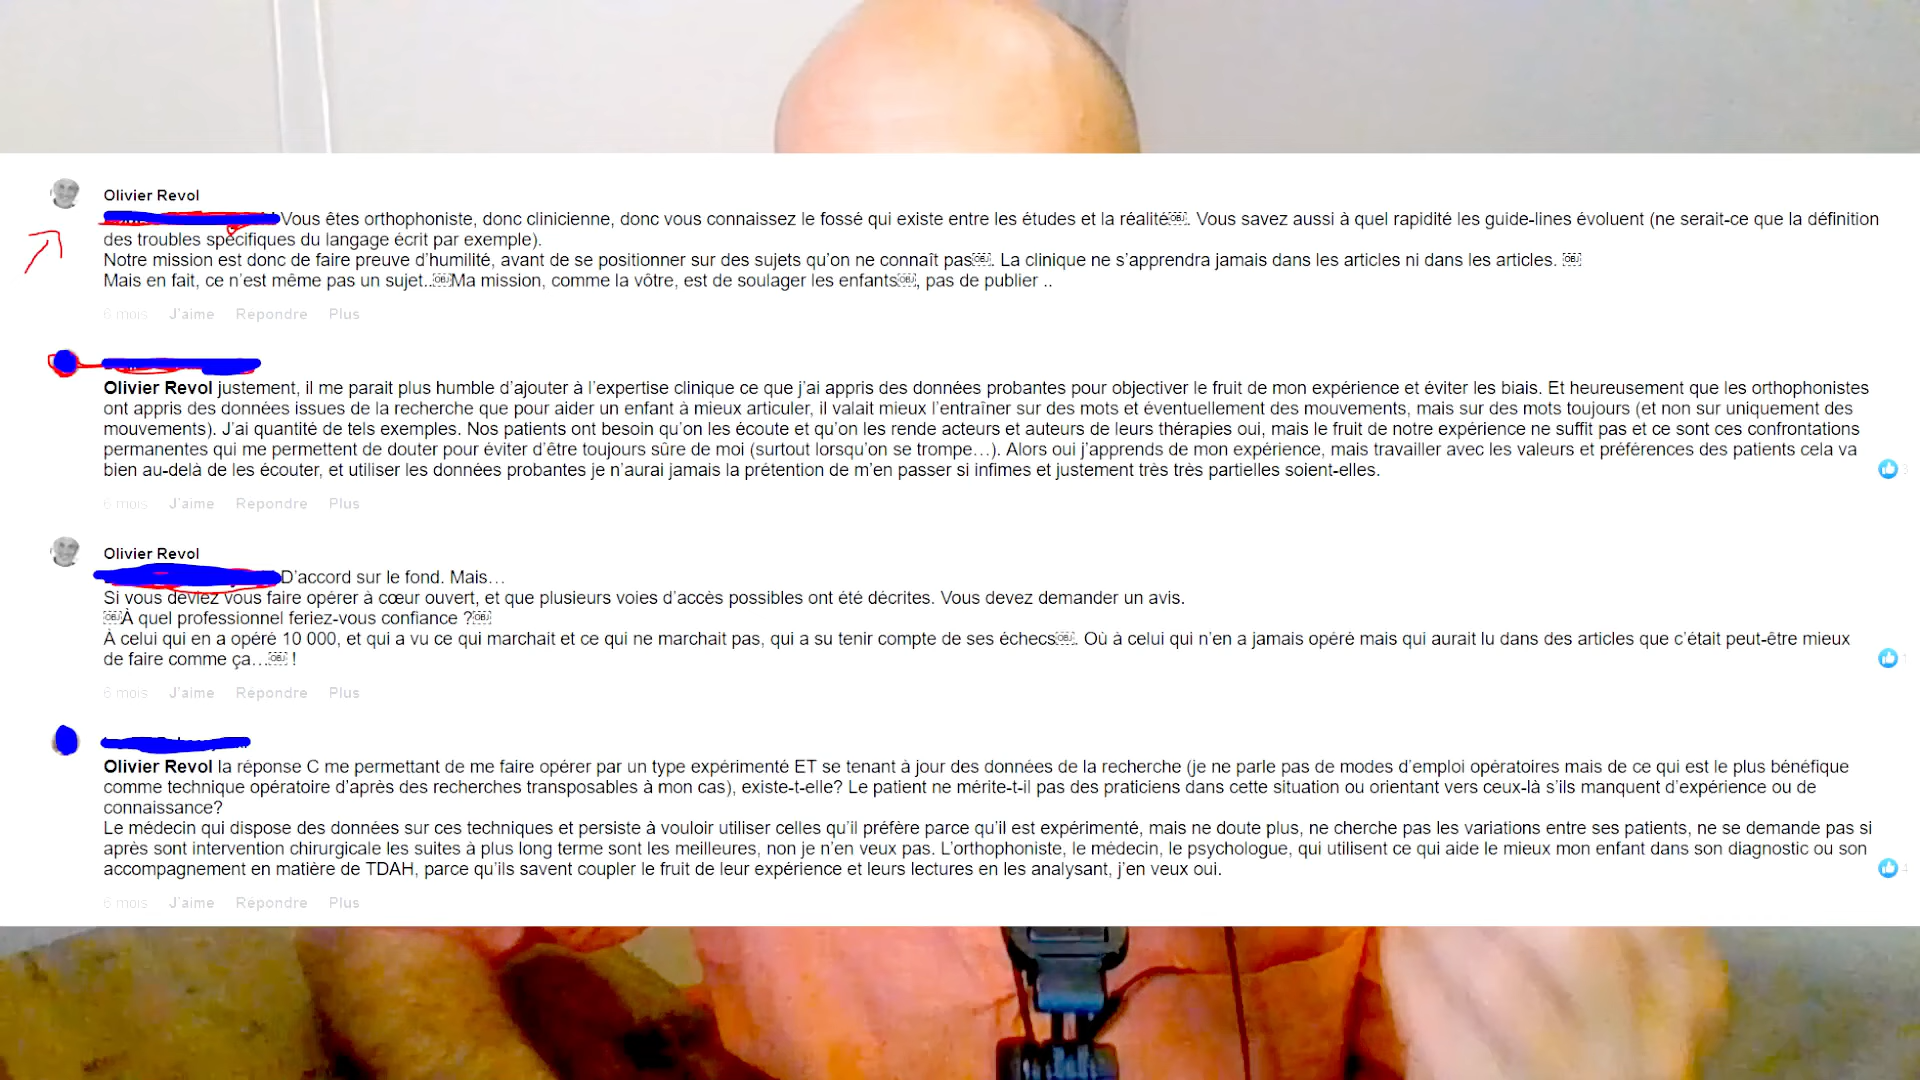 Olivier Revol
Vous êtes orthophoniste, donc clinicienne, donc vous connaissez le fossé qui existe entre les études et la réalité￼. Vous savez aussi à quel rapidité les guide-lines évoluent (ne serait-ce que la définition
des troubles spécifiques du langage écrit par exemple).
Notre mission est donc de faire preuve d’humilité, avant de se positionner sur des sujets qu’on ne connaît pas￼. La clinique ne s’apprendra jamais dans les articles ni dans les articles. ￼
Mais en fait, ce n’est même pas un sujet..￼Ma mission, comme la vôtre, est de soulager les enfants￼, pas de publier ..
6 mois J’aime Répondre Plus
Olivier Revol justement, il me parait plus humble d’ajouter à l’expertise clinique ce que j’ai appris des données probantes pour objectiver le fruit de mon expérience et éviter les biais. Et heureusement que les orthophonistes
ont appris des données issues de la recherche que pour aider un enfant à mieux articuler, il valait mieux l’entraîner sur des mots et éventuellement des mouvements, mais sur des mots toujours (et non sur uniquement des
mouvements). J’ai quantité de tels exemples. Nos patients ont besoin qu’on les écoute et qu’on les rende acteurs et auteurs de leurs thérapies oui, mais le fruit de notre expérience ne suffit pas et ce sont ces confrontations
permanentes qui me permettent de douter pour éviter d’être toujours sûre de moi (surtout lorsqu’on se trompe…). Alors oui j’apprends de mon expérience, mais travailler avec les valeurs et préférences des patients cela va
bien au-delà de les écouter, et utiliser les données probantes je n’aurai jamais la prétention de m’en passer si infimes et justement très très partielles soient-elles.
6 mois J’aime Répondre Plus
Olivier Revol
D’accord sur le fond. Mais…
Si vous deviez vous faire opérer à cœur ouvert, et que plusieurs voies d’accès possibles ont été décrites. Vous devez demander un avis.
￼À quel professionnel feriez-vous confiance ?￼
À celui qui en a opéré 10 000, et qui a vu ce qui marchait et ce qui ne marchait pas, qui a su tenir compte de ses échecs￼. Où à celui qui n’en a jamais opéré mais qui aurait lu dans des articles que c’était peut-être mieux
de faire comme ça…￼ !
6 mois J’aime Répondre Plus
Olivier Revol la réponse C me permettant de me faire opérer par un type expérimenté ET se tenant à jour des données de la recherche (je ne parle pas de modes d’emploi opératoires mais de ce qui est le plus bénéfique
comme technique opératoire d’après des recherches transposables à mon cas), existe-t-elle? Le patient ne mérite-t-il pas des praticiens dans cette situation ou orientant vers ceux-là s’ils manquent d’expérience ou de
connaissance?
Le médecin qui dispose des données sur ces techniques et persiste à vouloir utiliser celles qu’il préfère parce qu’il est expérimenté, mais ne doute plus, ne cherche pas les variations entre ses patients, ne se demande pas si
après sont intervention chirurgicale les suites à plus long terme sont les meilleures, non je n’en veux pas. L’orthophoniste, le médecin, le psychologue, qui utilisent ce qui aide le mieux mon enfant dans son diagnostic ou son
accompagnement en matière de TDAH, parce qu’ils savent coupler le fruit de leur expérience et leurs lectures en les analysant, j’en veux oui.
6 mois J’aime Répondre Plus